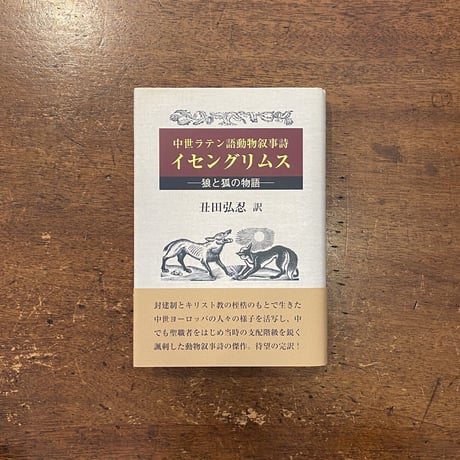 中世ラテン語動物叙事詩
イセングリムス
―狼と狐の物語―
丑田弘忍 訳
封建制とキリスト教の桎梏のもとで生きた
中世ヨーロッパの人々の様子を活写し、中
でも聖職者をはじめ当時の支配階級を鋭く
諷刺した動物叙事詩の傑作。待望の完訳！